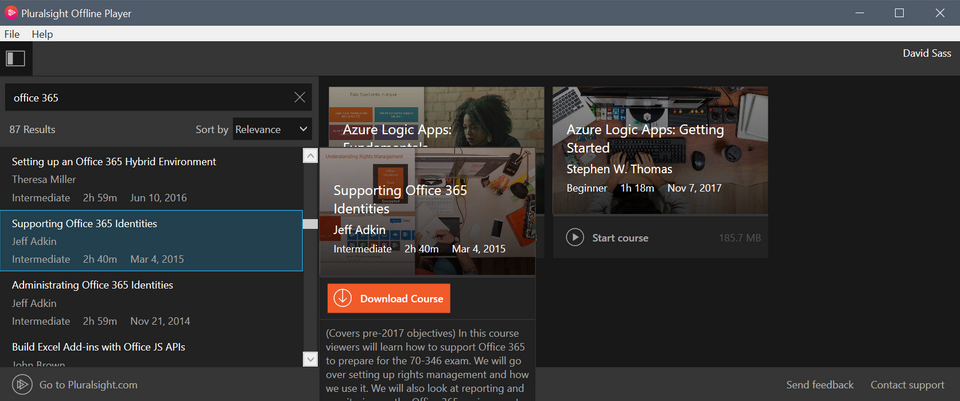 Pluralsight Offline Player
File Help
David Sass
office 365
87 Results Sort by Relevance
Setting up an Office 365 Hybrid Environment
Theresa Miller
Intermediate 2h 59m Jun 10, 2016
Supporting Office 365 Identities
Jeff Adkin
Intermediate 2h 40m Mar 4, 2015
Administrating Office 365 Identities
Jeff Adkin
Intermediate 2h 59m Nov 21, 2014
Build Excel Add-ins with Office JS APIs
John Brown
Azure Logic Apps:
Fundamentals
Understanding Rights Management
Supporting Office 365
Identities
Jeff Adkin
Intermediate 2h 40m Mar 4, 2015
Download Course
(Covers pre-2017 objectives) In this course
viewers will learn how to support Office 365
to prepare for the 70-346 exam. We will go
over setting up rights management and how
we use it. We will also look at reporting and
Azure Logic Apps: Getting
Started
Stephen W. Thomas
Beginner 1h 18m Nov 7, 2017
Start course 185.7 MB
Go to Pluralsight.com
Send feedback Contact support